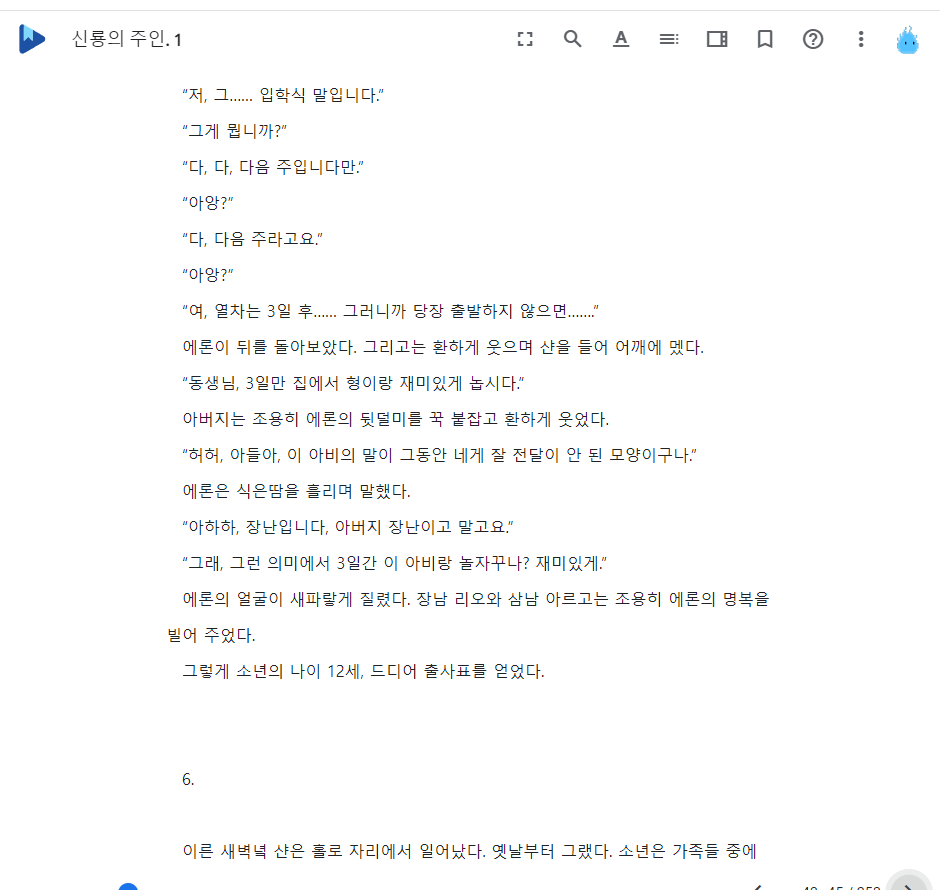 신룡의 주인. 1
“저, 그…… 입학식 말입니다.”
“그게 뭡니까?”
“다, 다, 다음 주입니다만.”
“아앙?”
“다, 다음 주라고요.”
“아앙?”
“여, 열차는 3일 후…… 그러니까 당장 출발하지 않으면…….”
에론이 뒤를 돌아보았다. 그리고는 환하게 웃으며 샨을 들어 어깨에 멨다.
“동생님, 3일만 집에서 형이랑 재미있게 놉시다.”
아버지는 조용히 에론의 뒷덜미를 꾹 붙잡고 환하게 웃었다.
“허허, 아들아, 이 아비의 말이 그동안 네게 잘 전달이 안 된 모양이구나.”
에론은 식은땀을 흘리며 말했다.
“아하하, 장난입니다, 아버지 장난이고 말고요.”
“그래, 그런 의미에서 3일간 이 아비랑 놀자꾸나? 재미있게.”
에론의 얼굴이 새파랗게 질렸다. 장남 리오와 삼남 아르고는 조용히 에론의 명복을
빌어 주었다.
그렇게 소년의 나이 12세, 드디어 출사표를 얻었다.
6.
이른 새벽녘 샨은 홀로 자리에서 일어났다. 옛날부터 그랬다. 소년은 가족들 중에